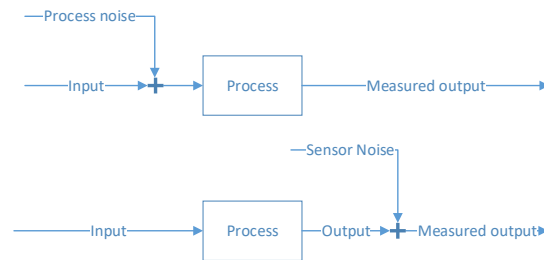 Process noise
Input
Process
Measured output
Sensor Noise
Input
Process
Output
Measured output